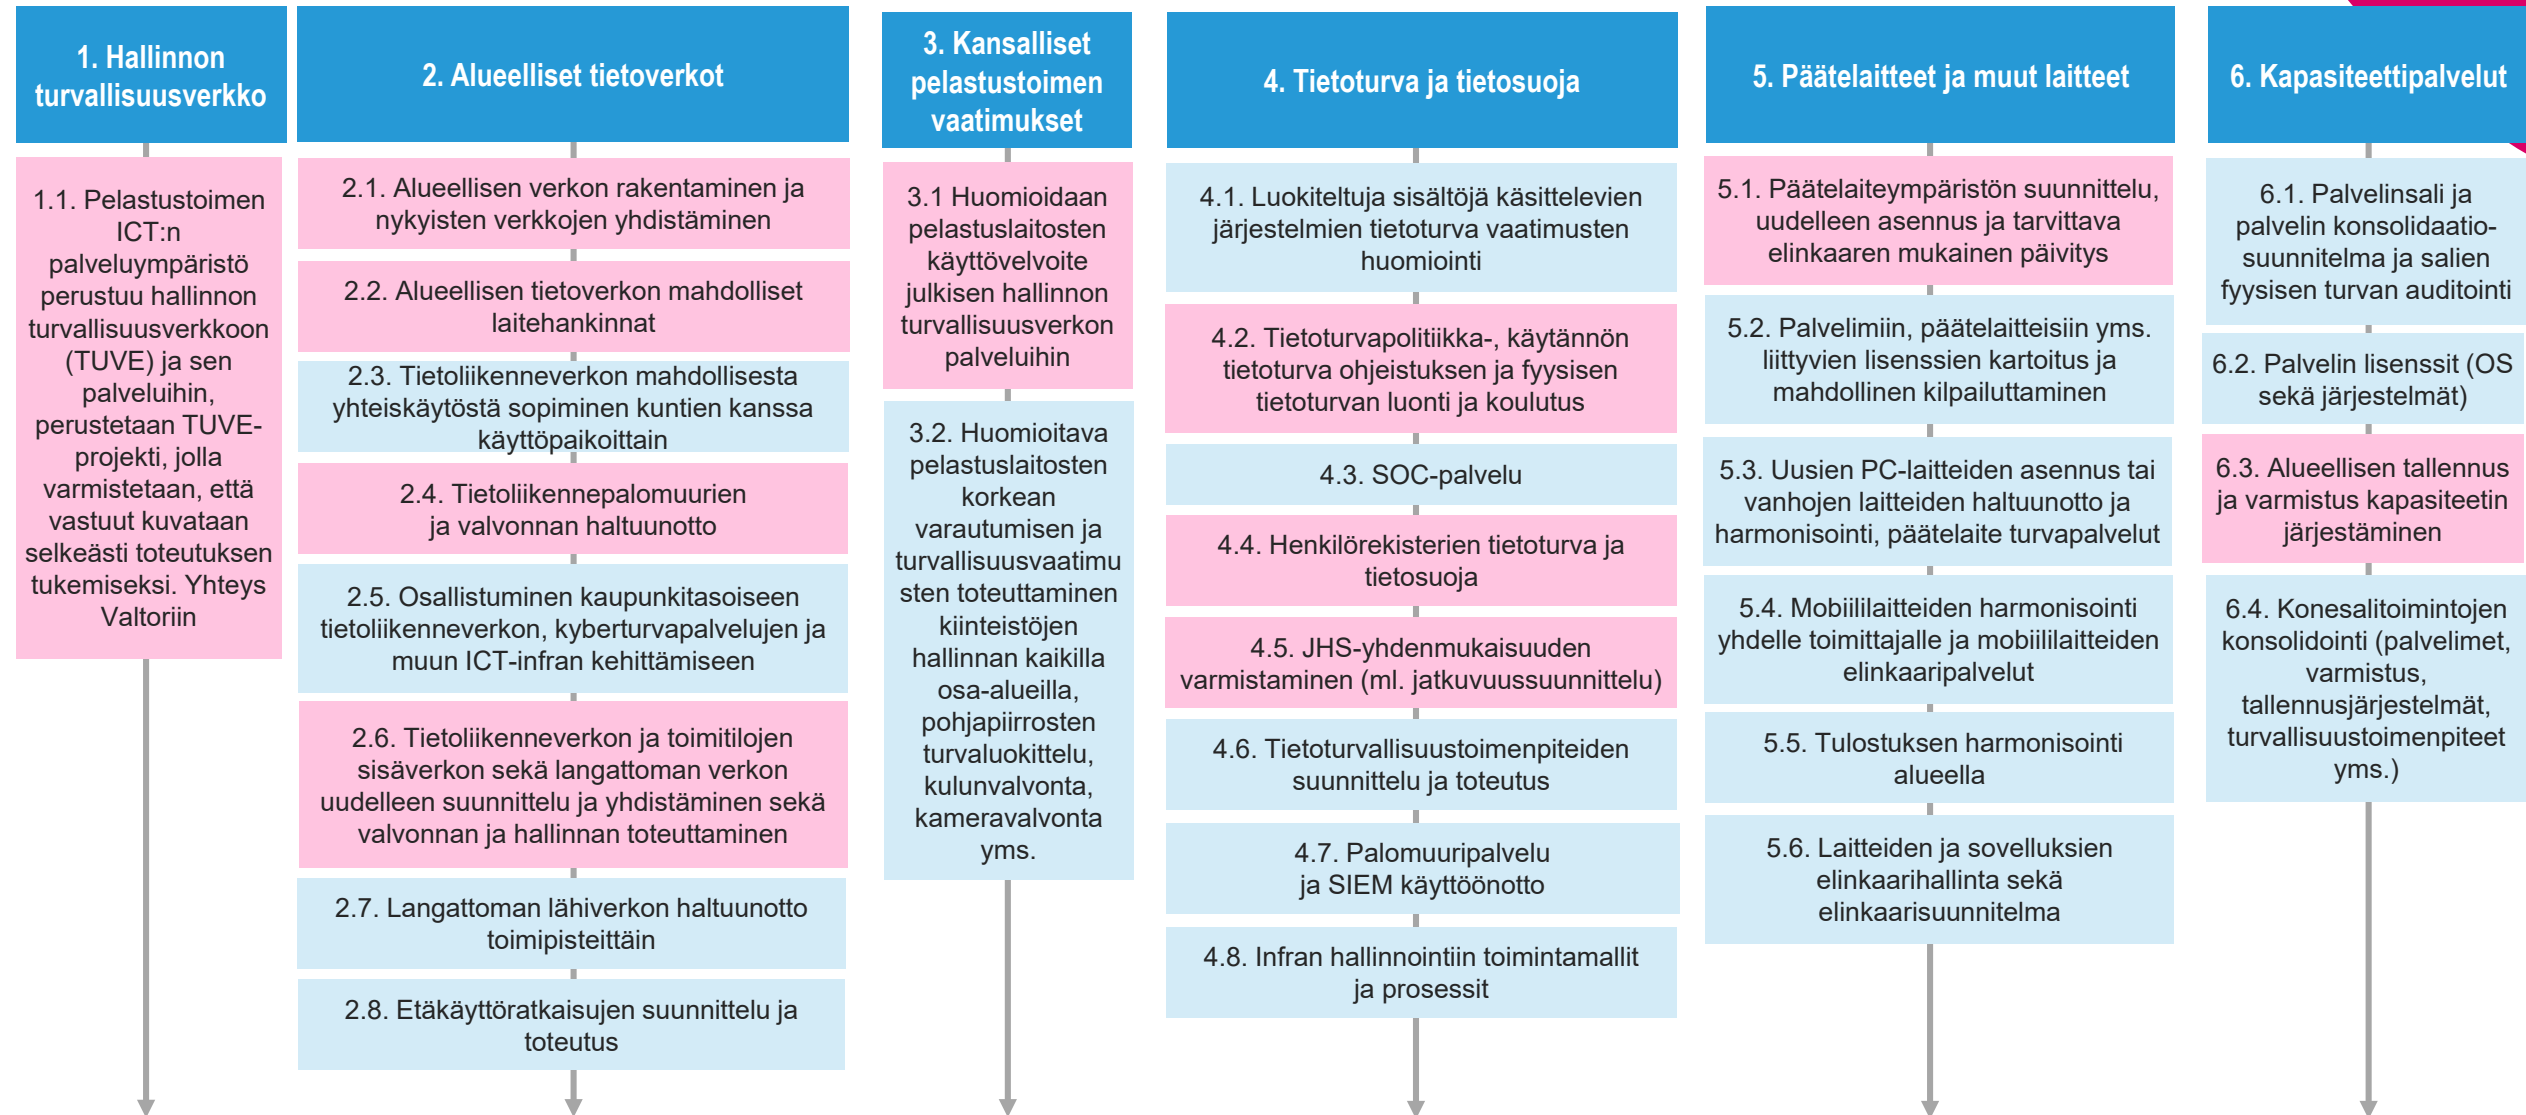 1. Hallinnon
turvallisuusverkko
1.1. Pelastustoimen
ICT:n
palveluympäristö
perustuu hallinnon
turvallisuusverkkoon
(TUVE) ja sen
palveluihin,
perustetaan TUVE-
projekti, jolla
varmistetaan, että
vastuut kuvataan
selkeästi toteutuksen
tukemiseksi. Yhteys
Valtoriin
2. Alueelliset tietoverkot
2.1. Alueellisen verkon rakentaminen ja
nykyisten verkkojen yhdistäminen
2.2. Alueellisen tietoverkon mahdolliset
laitehankinnat
2.3. Tietoliikenneverkon mahdollisesta
yhteiskäytöstä sopiminen kuntien kanssa
käyttöpaikoittain
2.4. Tietoliikennepalomuurien
ja valvonnan haltuunotto
2.5. Osallistuminen kaupunkitasoiseen
tietoliikenneverkon, kyberturvapalvelujen ja
muun ICT-infran kehittämiseen
2.6. Tietoliikenneverkon ja toimitilojen
sisäverkon sekä langattoman verkon
uudelleen suunnittelu ja yhdistäminen sekä
valvonnan ja hallinnan toteuttaminen
2.7. Langattoman lähiverkon haltuunotto
toimipisteittäin
2.8. Etäkäyttöratkaisujen suunnittelu ja
toteutus
3. Kansalliset
pelastustoimen
vaatimukset
3.1 Huomioidaan
pelastuslaitosten
käyttövelvoite
julkisen hallinnon
turvallisuusverkon
palveluihin
3.2. Huomioitava
pelastuslaitosten
korkean
varautumisen ja
turvallisuusvaatimu
sten toteuttaminen
kiinteistöjen
hallinnan kaikilla
osa-alueilla,
pohjapiirrosten
turvaluokittelu,
kulunvalvonta,
kameravalvonta
yms.
4. Tietoturva ja tietosuoja
4.1. Luokiteltuja sisältöjä käsittelevien
järjestelmien tietoturva vaatimusten
huomiointi
4.2. Tietoturvapolitiikka-, käytännön
tietoturva ohjeistuksen ja fyysisen
tietoturvan luonti ja koulutus
4.3. SOC-palvelu
4.4. Henkilörekisterien tietoturva ja
tietosuoja
4.5. JHS-yhdenmukaisuuden
varmistaminen (ml. jatkuvuussuunnittelu)
4.6. Tietoturvallisuustoimenpiteiden
suunnittelu ja toteutus
4.7. Palomuuripalvelu
ja SIEM käyttöönotto
4.8. Infran hallinnointiin toimintamallit
ja prosessit
5. Päätelaitteet ja muut laitteet
5.1. Päätelaiteympäristön suunnittelu,
uudelleen asennus ja tarvittava
elinkaaren mukainen päivitys
5.2. Palvelimiin, päätelaitteisiin yms.
liittyvien lisenssien kartoitus ja
mahdollinen kilpailuttaminen
5.3. Uusien PC-laitteiden asennus tai
vanhojen laitteiden haltuunotto ja
harmonisointi, päätelaite turvapalvelut
5.4. Mobiililaitteiden harmonisointi
yhdelle toimittajalle ja mobiililaitteiden
elinkaaripalvelut
5.5. Tulostuksen harmonisointi
alueella
5.6. Laitteiden ja sovelluksien
elinkaarihallinta sekä
elinkaarisuunnitelma
6. Kapasiteettipalvelut
6.1. Palvelinsali ja
palvelin konsolidaatio-
suunnitelma ja salien
fyysisen turvan auditointi
6.2. Palvelin lisenssit (OS
sekä järjestelmät)
6.3. Alueellisen tallennus
ja varmistus kapasiteetin
järjestäminen
6.4. Konesalitoimintojen
konsolidointi (palvelimet,
varmistus,
tallennusjärjestelmät,
turvallisuustoimenpiteet
yms.)